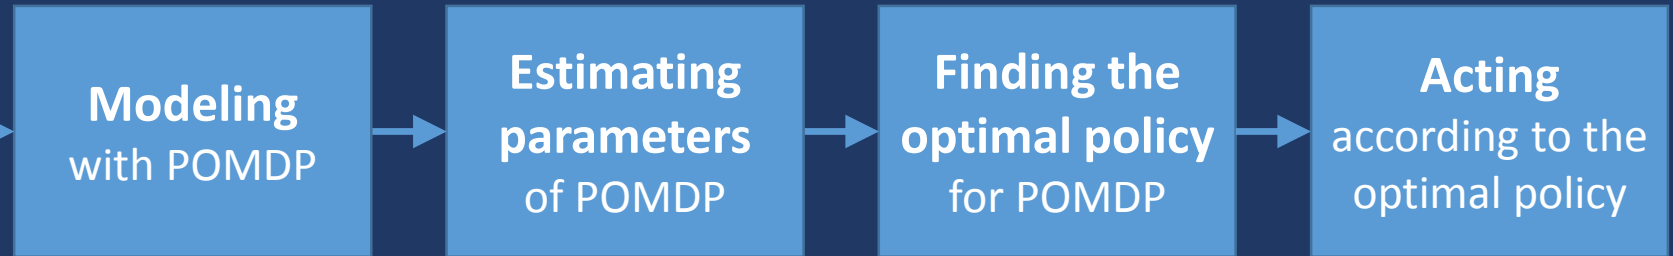 Modeling
with POMDP
Estimating
parameters
of POMDP
Finding the
optimal policy
for POMDP
Acting
according to the
optimal policy